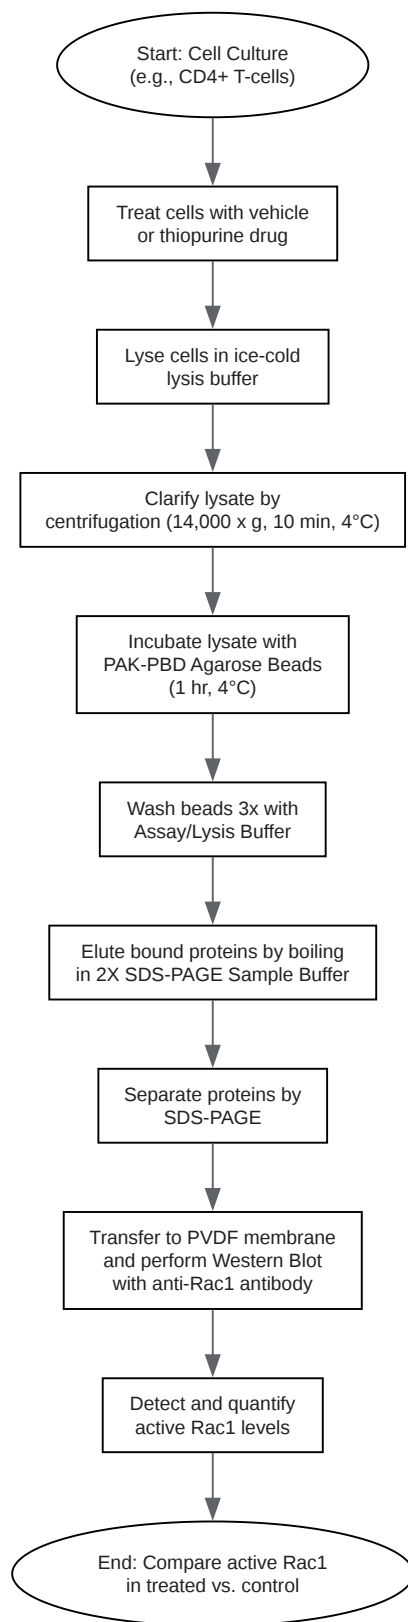 Start: Cell Culture
(e.g., CD4+ T-cells)
Treat cells with vehicle
or thiopurine drug
Lyse cells in ice-cold
lysis buffer
Clarify lysate by
centrifugation (14,000 x g, 10 min, 4°C)
Incubate lysate with
PAK-PBD Agarose Beads
(1 hr, 4°C)
Wash beads 3x with
Assay/Lysis Buffer
Elute bound proteins by boiling
in 2X SDS-PAGE Sample Buffer
Separate proteins by
SDS-PAGE
Transfer to PVDF membrane
and perform Western Blot
with anti-Rac1 antibody
Detect and quantify
active Rac1 levels
End: Compare active Rac1
in treated vs. control